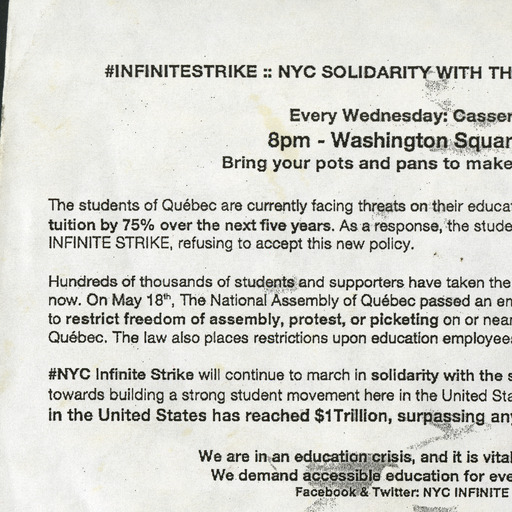 #INFINITESTRIKE :: NYC SOLIDARITY WITH TH
Every Wednesday: Casser
8pm - Washington Squar
Bring your pots and pans to make
The students of Québec are currently facing threats on their educa
tuition by 75% over the next five years. As a response, the stude
INFINITE STRIKE, refusing to accept this new policy.
Hundreds of thousands of students and supporters have taken the
now. On May 18th, The National Assembly of Québec passed an en
to restrict freedom of assembly, protest, or picketing on or near
Québec. The law also places restrictions upon education employee
#NYC Infinite Strike will continue to march in solidarity with the s
towards building a strong student movement here in the United Sta
in the United States has reached $1Trillion, surpassing any
We are in an education crisis, and it is vital
We demand accessible education for eve
Facebook & Twitter: NYC INFINITE